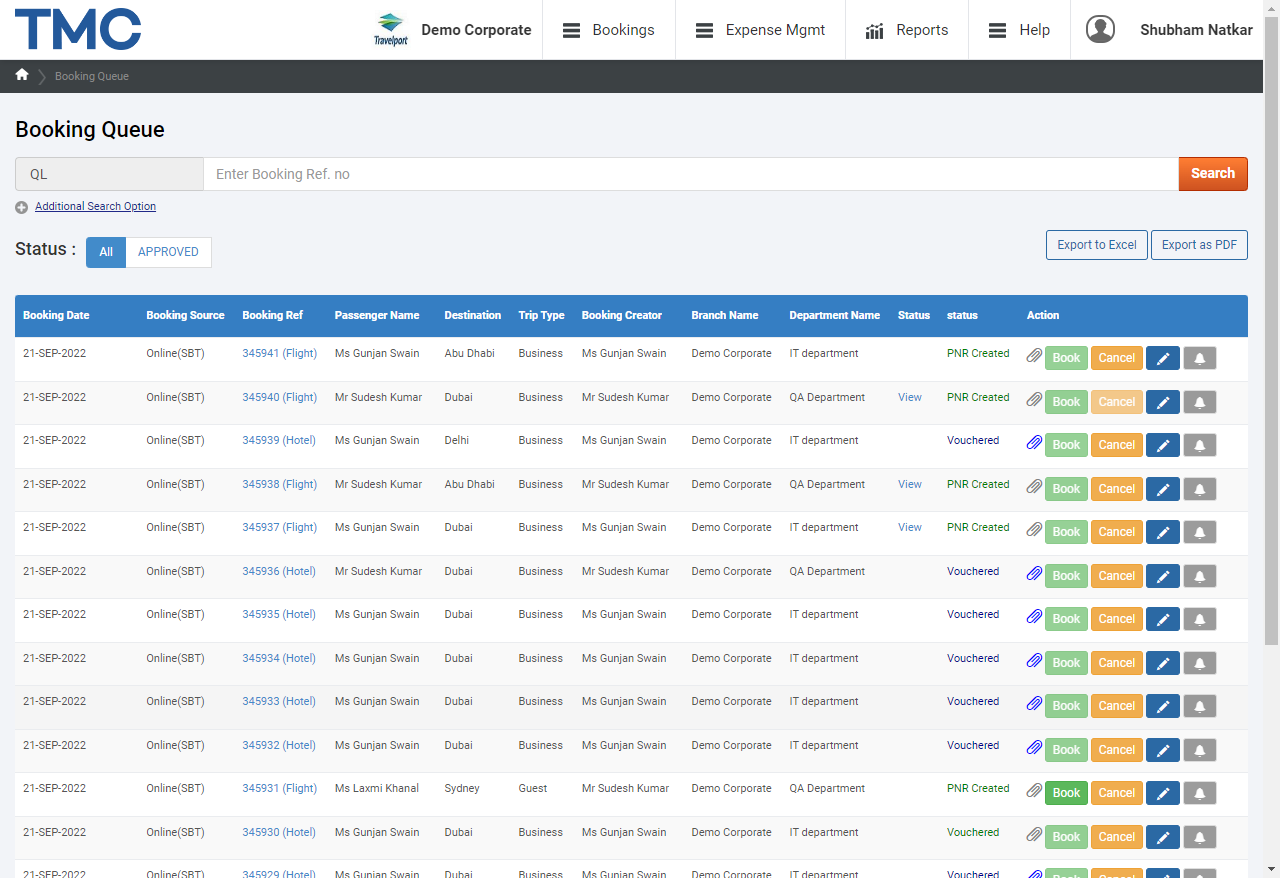 TMC
Travelport
Demo Corporate
Bookings
Expense Mgmt
Reports
Help
Shubham Natkar
Booking Queue
Booking Queue
QL Enter Booking Ref. no Search
Additional Search Option
Status : All APPROVED Export to Excel Export as PDF
Booking Date Booking Source Booking Ref Passenger Name Destination Trip Type Booking Creator Branch Name Department Name Status status Action
21-SEP-2022 Online(SBT) 345941 (Flight) Ms Gunjan Swain Abu Dhabi Business Ms Gunjan Swain Demo Corporate IT department PNR Created Book Cancel
21-SEP-2022 Online(SBT) 345940 (Flight) Mr Sudesh Kumar Dubai Business Mr Sudesh Kumar Demo Corporate QA Department View PNR Created Book Cancel
21-SEP-2022 Online(SBT) 345939 (Hotel) Ms Gunjan Swain Delhi Business Ms Gunjan Swain Demo Corporate IT department Vouchered Book Cancel
21-SEP-2022 Online(SBT) 345938 (Flight) Mr Sudesh Kumar Abu Dhabi Business Mr Sudesh Kumar Demo Corporate QA Department View PNR Created Book Cancel
21-SEP-2022 Online(SBT) 345937 (Flight) Ms Gunjan Swain Dubai Business Ms Gunjan Swain Demo Corporate IT department View PNR Created Book Cancel
21-SEP-2022 Online(SBT) 345936 (Hotel) Mr Sudesh Kumar Dubai Business Mr Sudesh Kumar Demo Corporate QA Department Vouchered Book Cancel
21-SEP-2022 Online(SBT) 345935 (Hotel) Ms Gunjan Swain Dubai Business Ms Gunjan Swain Demo Corporate IT department Vouchered Book Cancel
21-SEP-2022 Online(SBT) 345934 (Hotel) Ms Gunjan Swain Dubai Business Ms Gunjan Swain Demo Corporate IT department Vouchered Book Cancel
21-SEP-2022 Online(SBT) 345933 (Hotel) Ms Gunjan Swain Dubai Business Ms Gunjan Swain Demo Corporate IT department Vouchered Book Cancel
21-SEP-2022 Online(SBT) 345932 (Hotel) Ms Gunjan Swain Dubai Business Ms Gunjan Swain Demo Corporate IT department Vouchered Book Cancel
21-SEP-2022 Online(SBT) 345931 (Flight) Ms Laxmi Khanal Sydney Guest Mr Sudesh Kumar Demo Corporate QA Department PNR Created Book Cancel
21-SEP-2022 Online(SBT) 345930 (Hotel) Ms Gunjan Swain Dubai Business Ms Gunjan Swain Demo Corporate IT department Vouchered Book Cancel
21-SEP-2022 Online(SBT) 345929 (Hotel) Ms Gunjan Swain Dubai Business Ms Gunjan Swain Demo Corporate IT department Vouchered Book Cancel